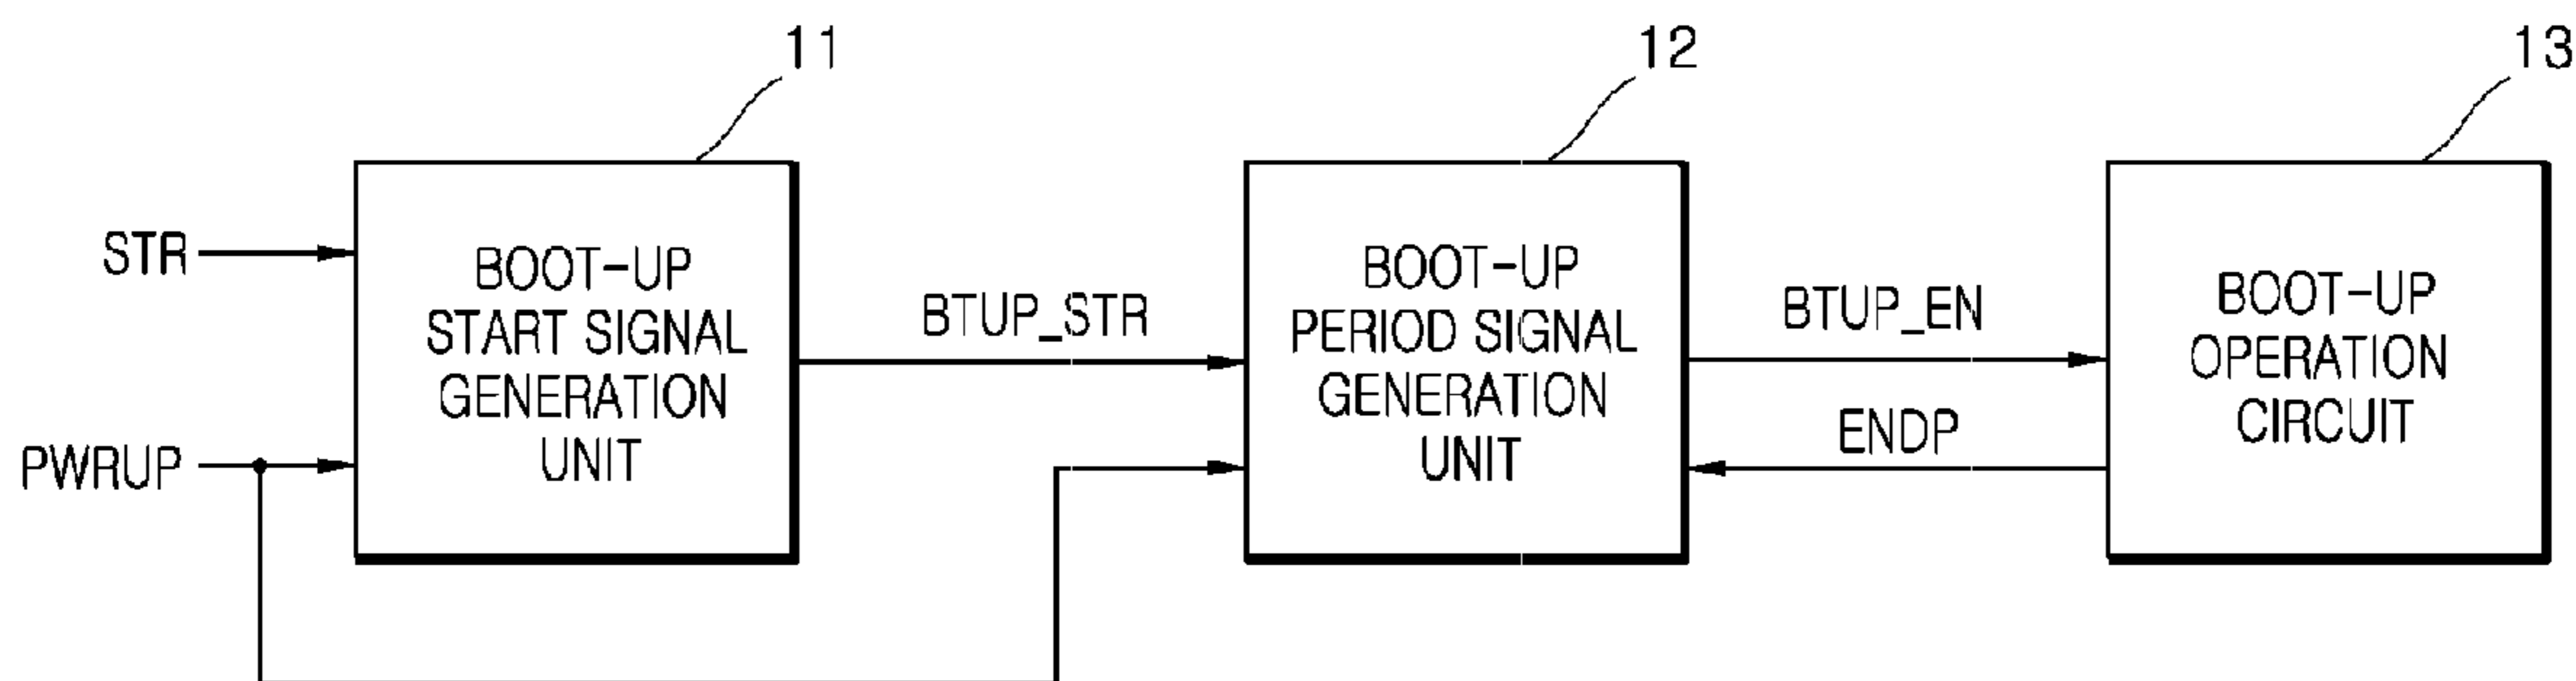 11
12
13
STR
BOOT-UP
START SIGNAL
GENERATION
UNIT
PWRUP
BTUP_STR
BOOT-UP
PERIOD SIGNAL
GENERATION
UNIT
BTUP_EN
ENDP
BOOT-UP
OPERATION
CIRCUIT